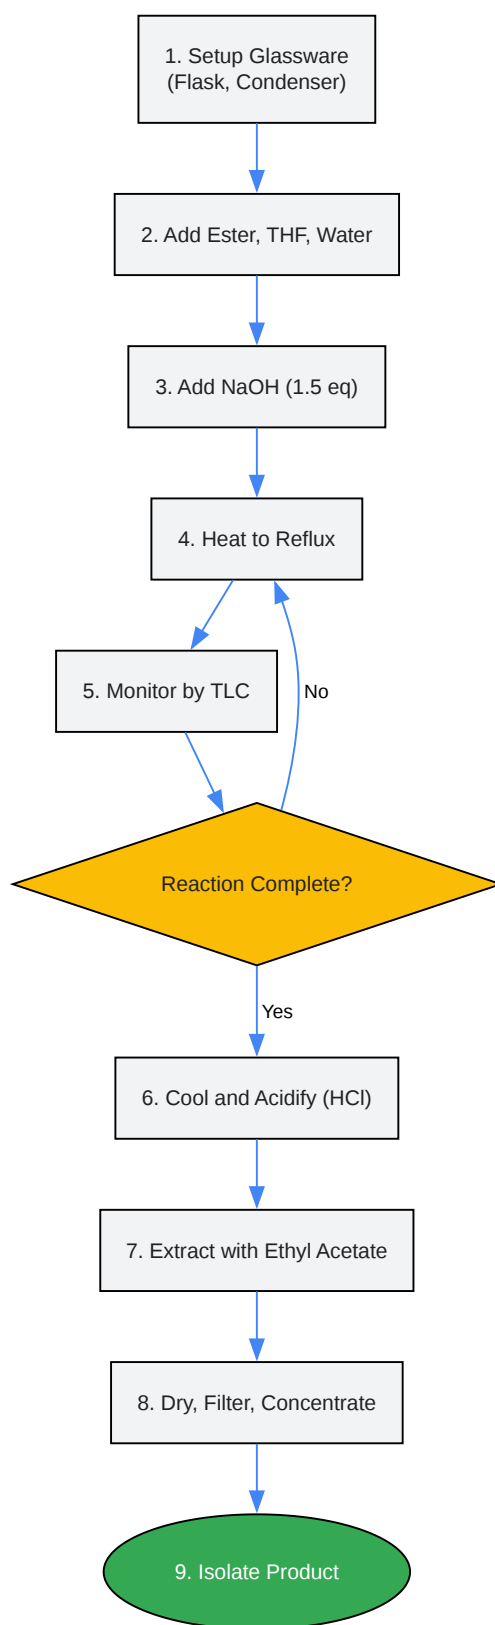 1. Setup Glassware
(Flask, Condenser)
2. Add Ester, THF, Water
3. Add NaOH (1.5 eq)
4. Heat to Reflux
5. Monitor by TLC
No
Reaction Complete?
Yes
6. Cool and Acidify (HCl)
7. Extract with Ethyl Acetate
8. Dry, Filter, Concentrate
9. Isolate Product